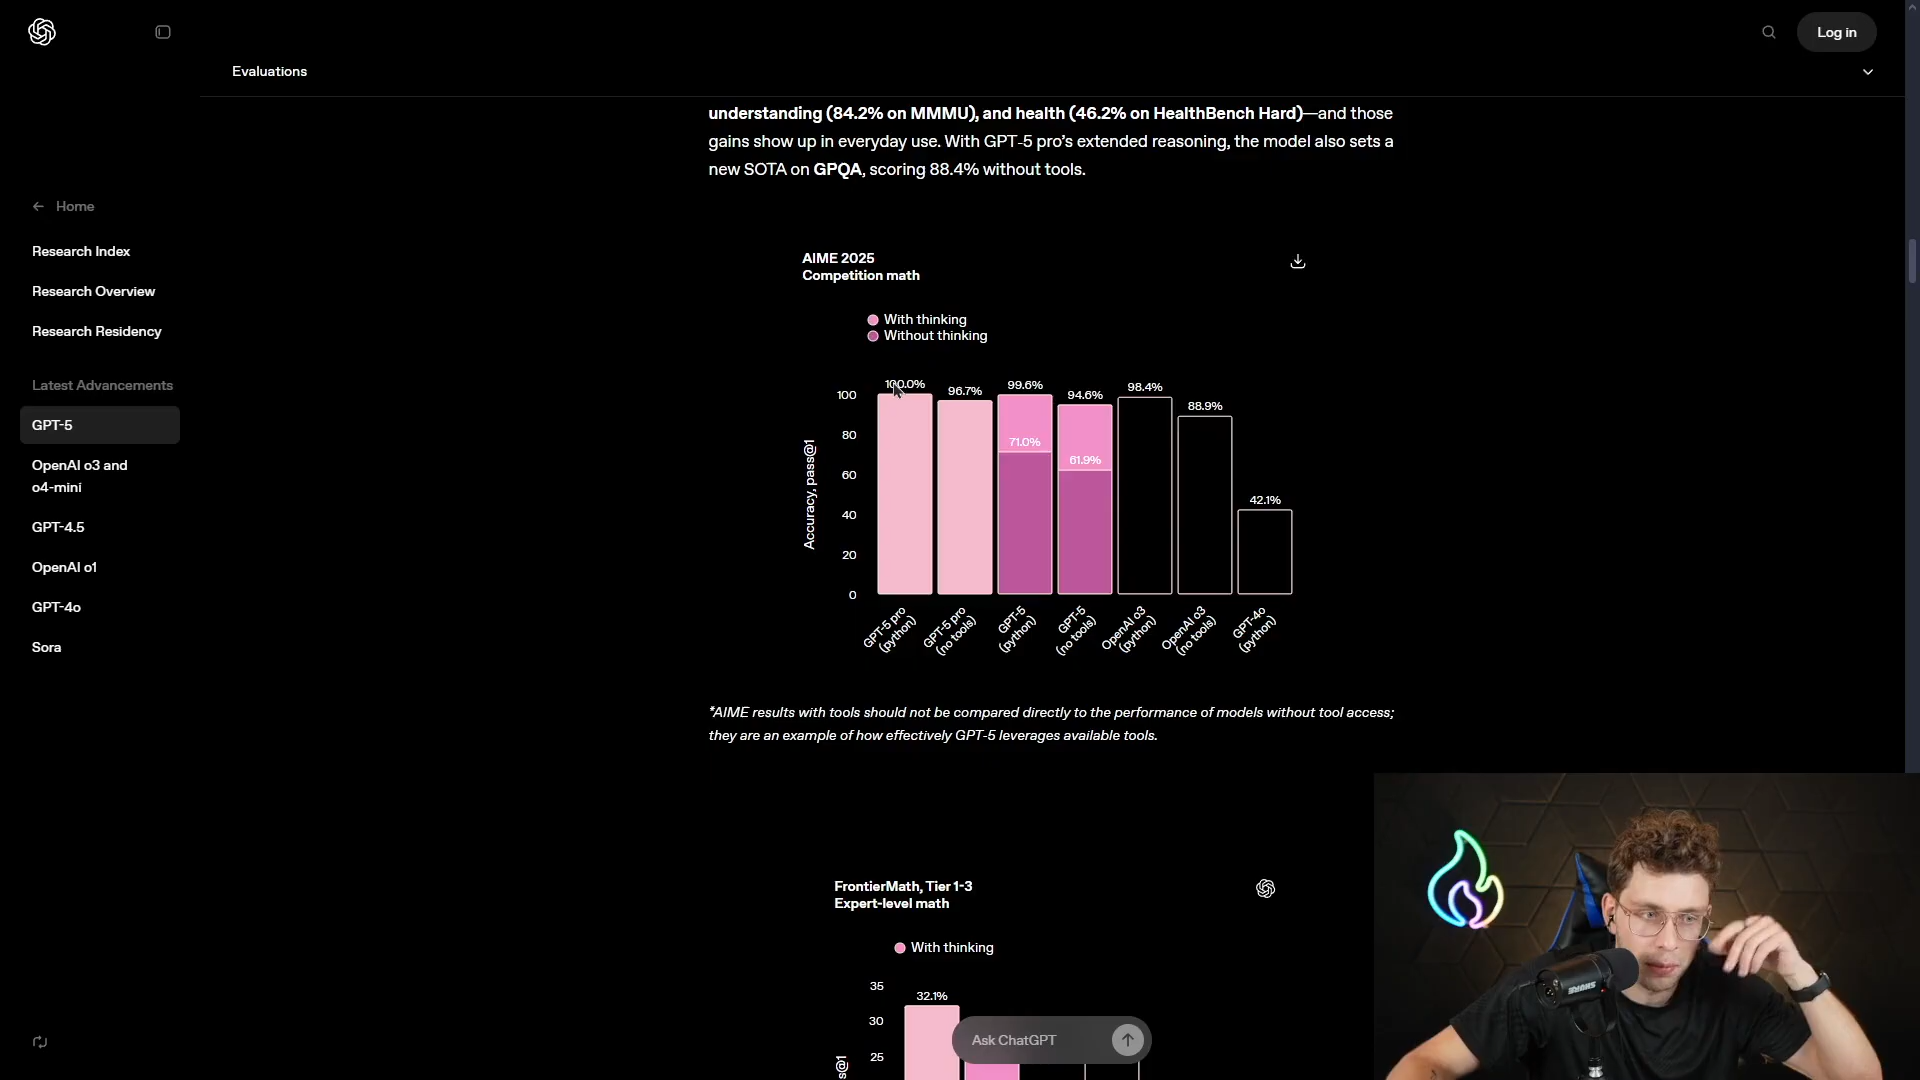 Log in
Evaluations
understanding (84.2% on MMMU), and health (46.2% on HealthBench Hard)—and those
gains show up in everyday use. With GPT‑5 pro’s extended reasoning, the model also sets a
new SOTA on GPQA, scoring 88.4% without tools.
Home
Research Index
Research Overview
Research Residency
Latest Advancements
GPT-5
OpenAI o3 and
o4-mini
GPT-4.5
OpenAI o1
GPT-4o
Sora
AIME 2025
Competition math
With thinking
Without thinking
100.0%
96.7%
99.6%
94.6%
98.4%
88.9%
71.0%
61.9%
42.1%
100
80
60
40
20
0
Accuracy, pass@1
GPT-5 pro
(python)
GPT-5 pro
(no tools)
GPT-5
(python)
GPT-5
(no tools)
OpenAI o3
(python)
OpenAI o3
(no tools)
GPT-4o
(python)
*AIME results with tools should not be compared directly to the performance of models without tool access;
they are an example of how effectively GPT-5 leverages available tools.
FrontierMath, Tier 1-3
Expert-level math
With thinking
35
32.1%
30
25
s@1
Ask ChatGPT
SHURE